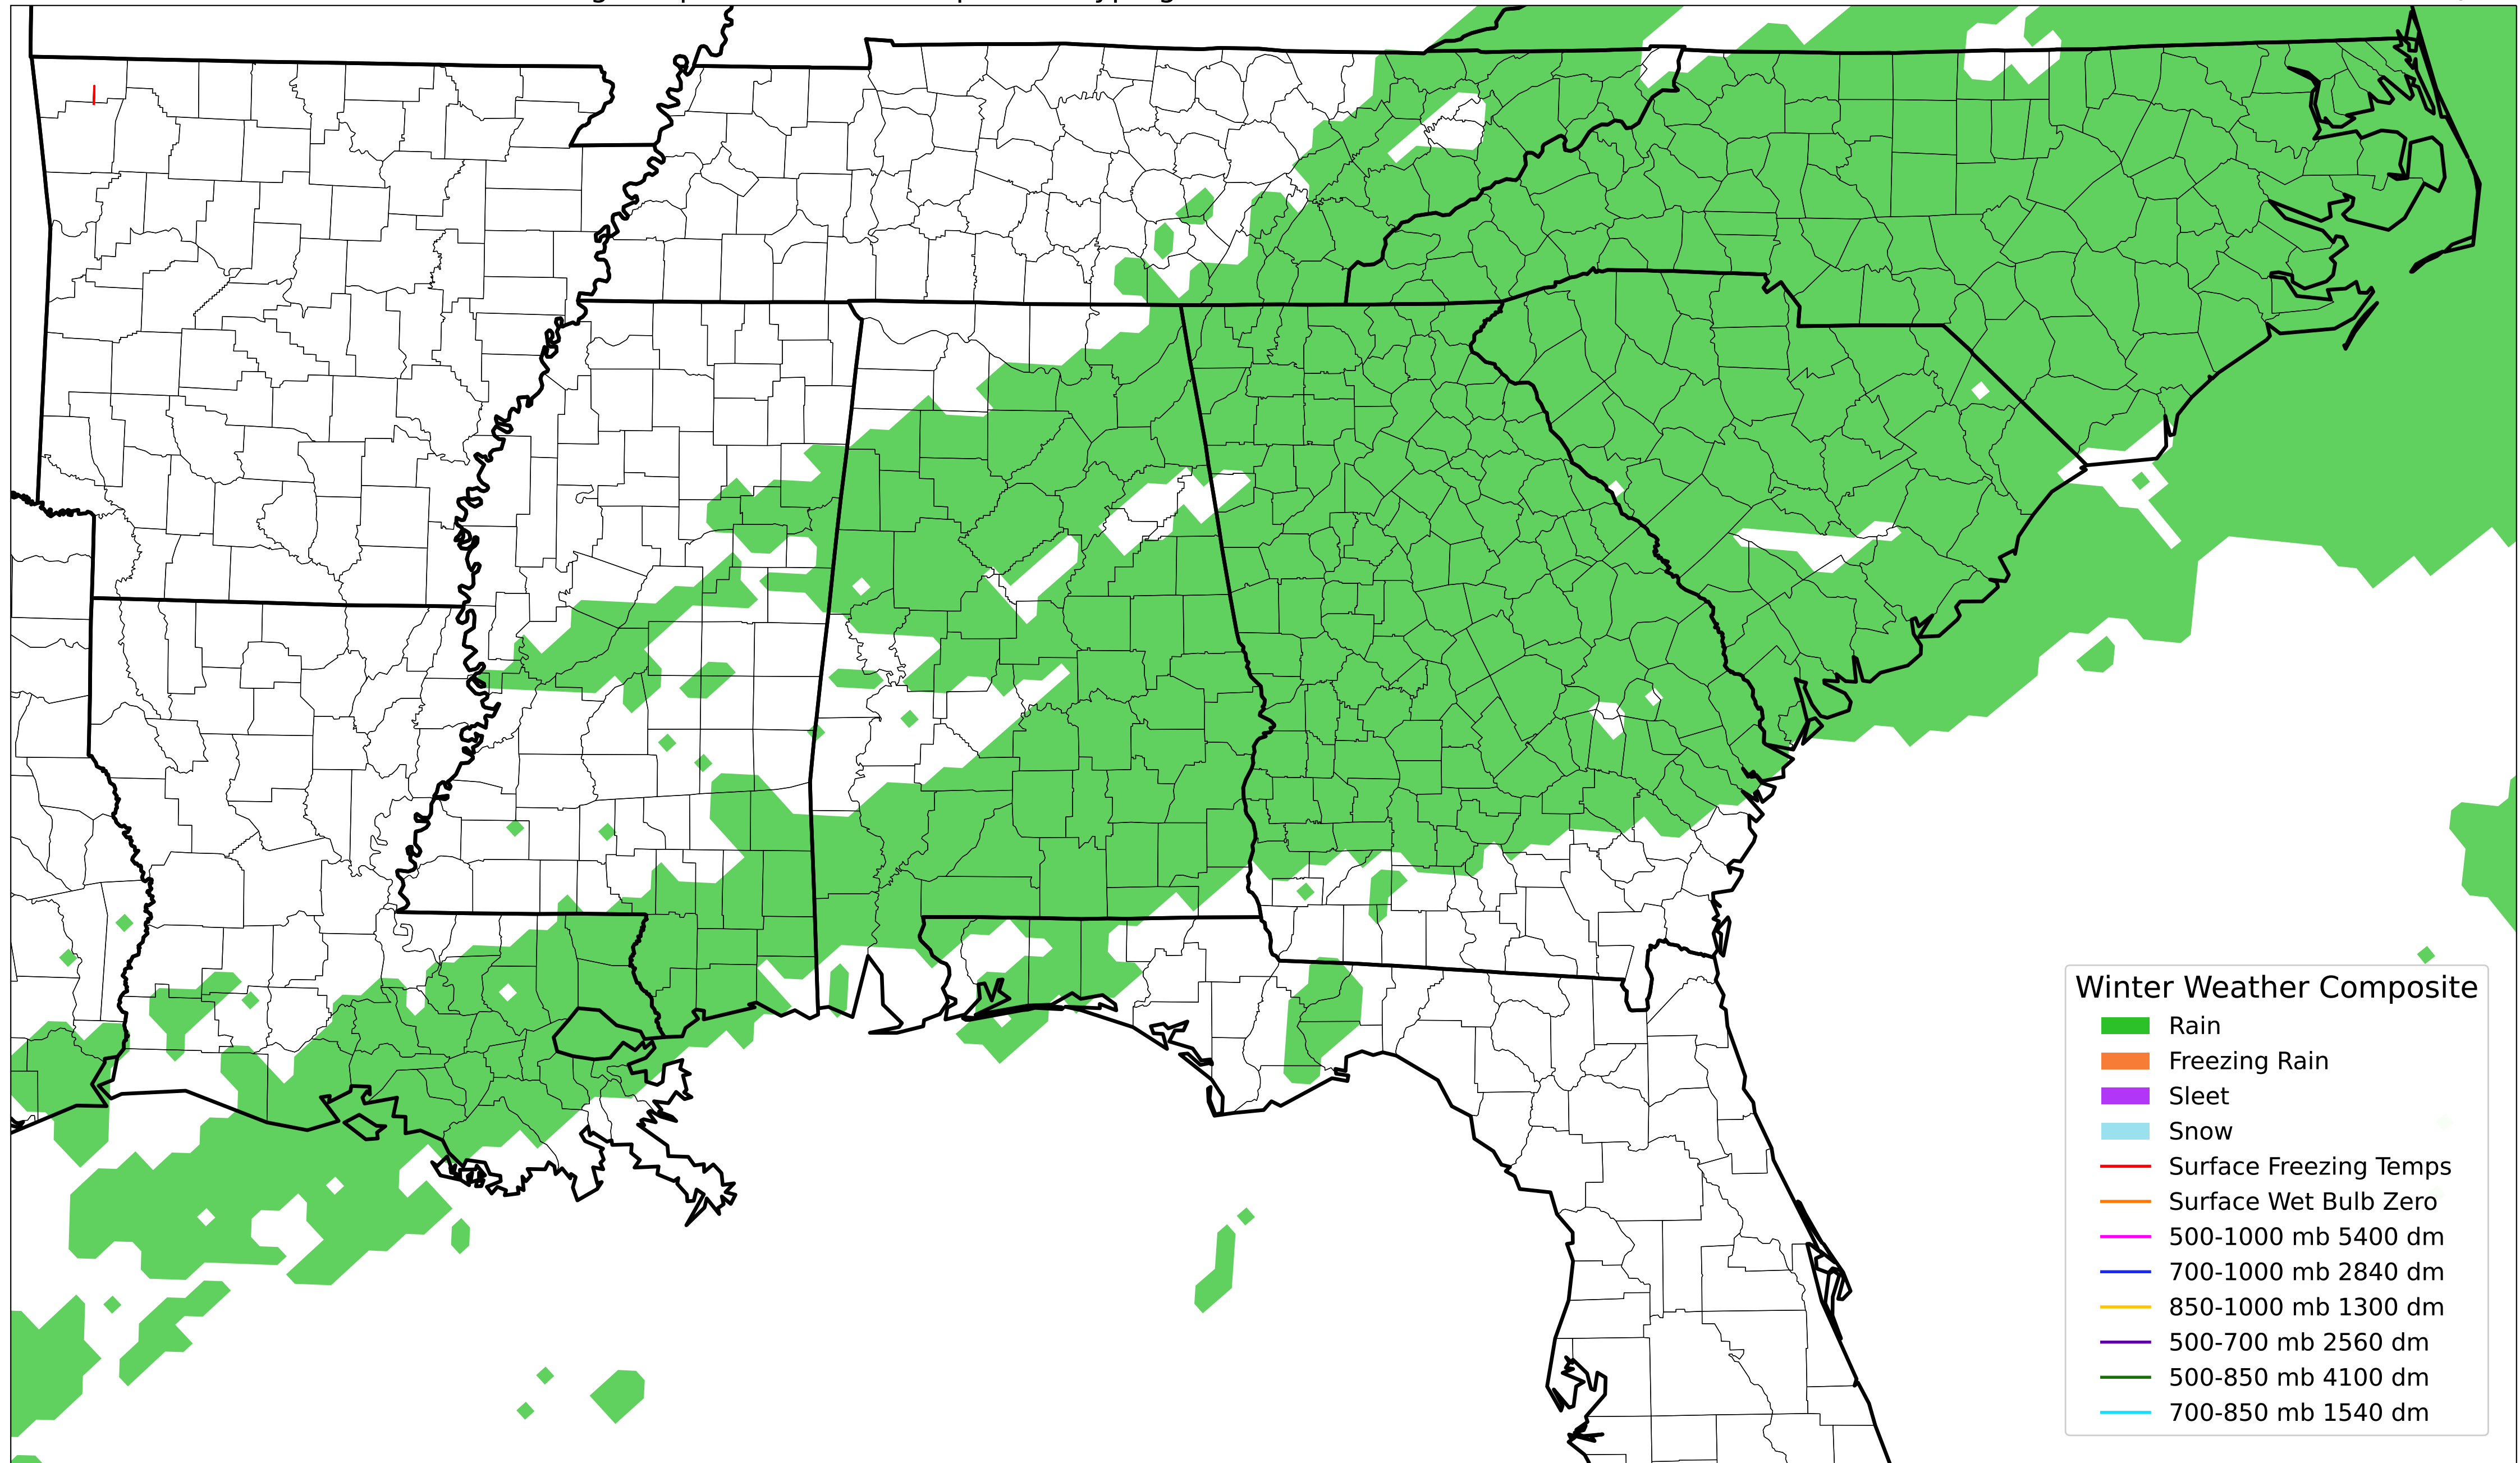 Winter Weather Composite
Rain
Freezing Rain
Sleet
Snow
Surface Freezing Temps
Surface Wet Bulb Zero
500-1000 mb 5400 dm
700-1000 mb 2840 dm
850-1000 mb 1300 dm
500-700 mb 2560 dm
500-850 mb 4100 dm
700-850 mb 1540 dm